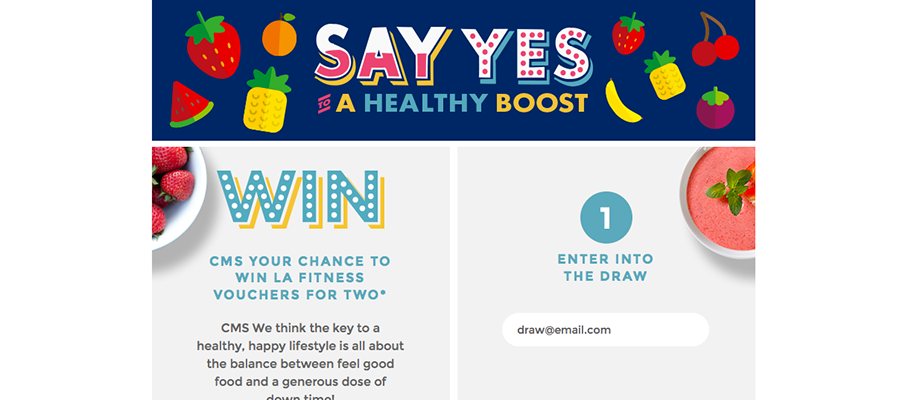 SAY YES
TO A HEALTHY BOOST
WIN
CMS YOUR CHANCE TO
WIN LA FITNESS
VOUCHERS FOR TWO*
CMS We think the key to a
healthy, happy lifestyle is all about
the balance between feel good
food and a generous dose of
down time!
1
ENTER INTO
THE DRAW
draw@email.com